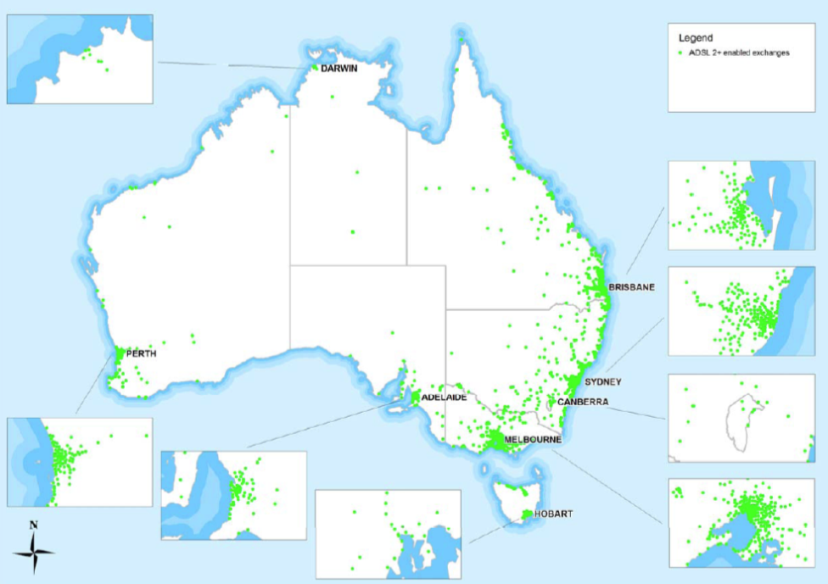 Legend
ADSL 2+ enabled exchanges
DARWIN
BRISBANE
PERTH
SYDNEY
ADELAIDE
CANBERRA
MELBOURNE
HOBART
N